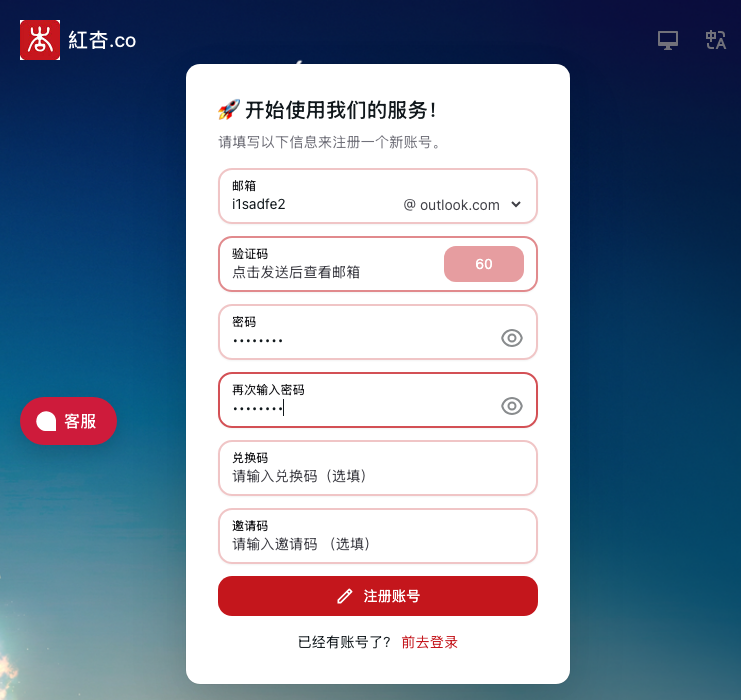 紅杏.co
🚀 开始使用我们的服务！
请填写以下信息来注册一个新账号。
邮箱
i1sadfe2 @ outlook.com
验证码
点击发送后查看邮箱 60
密码
••••••••
再次输入密码
••••••••
客服
兑换码
请输入兑换码（选填）
邀请码
请输入邀请码 （选填）
注册账号
已经有账号了? 前去登录